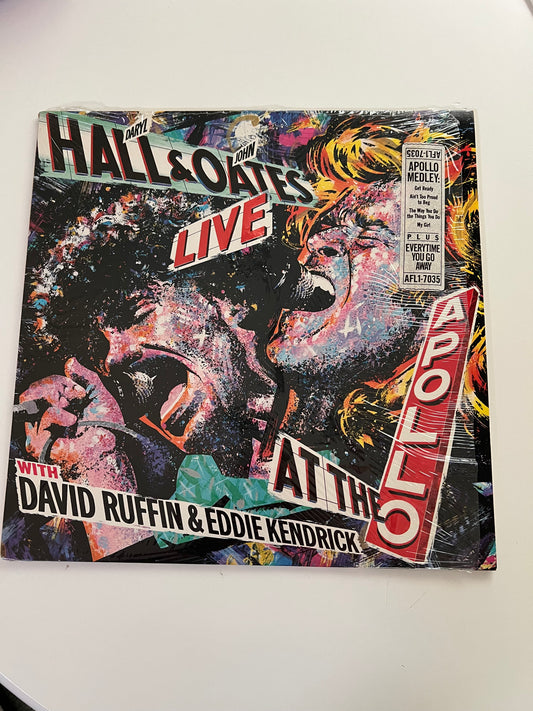 DARYL
JOHN
HALL & OATES
LIVE
AFL1-7035
APOLLO
MEDLEY:
Get Ready
Ain't Too Proud
to Beg
The Way You Do
the Things You Do
My Girl
PLUS
EVERYTIME
YOU GO
AWAY
AFL1-7035
AT THE
APOLLO
WITH
DAVID RUFFIN & EDDIE KENDRICK